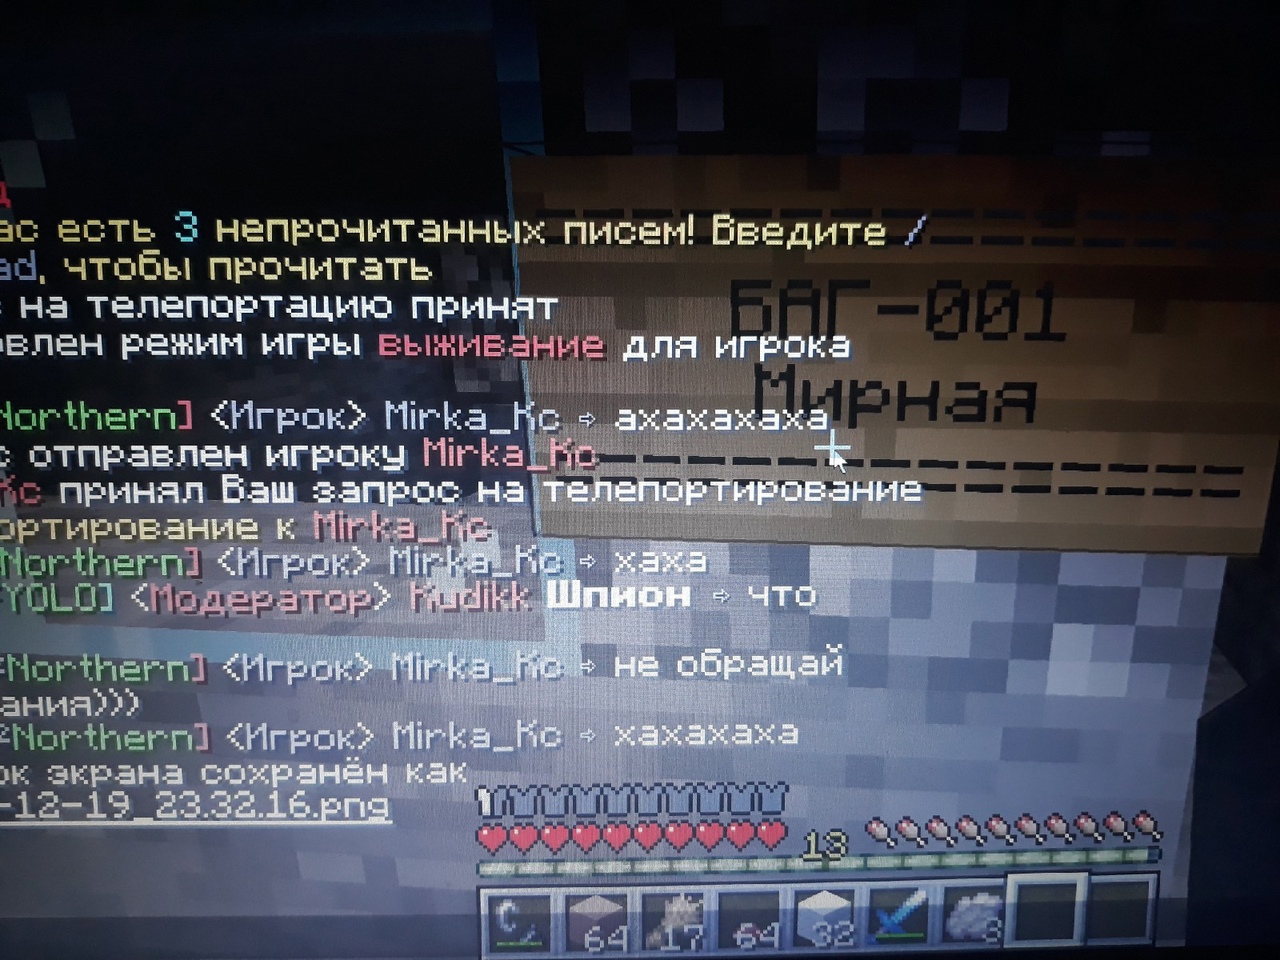 ас есть 3 непрочитанных писем! Введите /
ad, чтобы прочитать
на телепортацию принят
овлен режим игры выживание для игрока
Northern] <Игрок> Mirka_Kc ⇨ ахахахаха
с отправлен игроку Mirka_Kc
Kc принял Ваш запрос на телепортирование
ортирование к Mirka_Kc
Northern] <Игрок> Mirka_Kc ⇨ хаха
YOLO] <Модератор> Kudikk Шпион ⇨ что
Northern] <Игрок> Mirka_Kc ⇨ не обращай
ания)))
Northern] <Игрок> Mirka_Kc ⇨ хахахаха
ок экрана сохранён как
-12-19_23.32.16.png
БАГ-001
Мирная
64
17
64
32
3